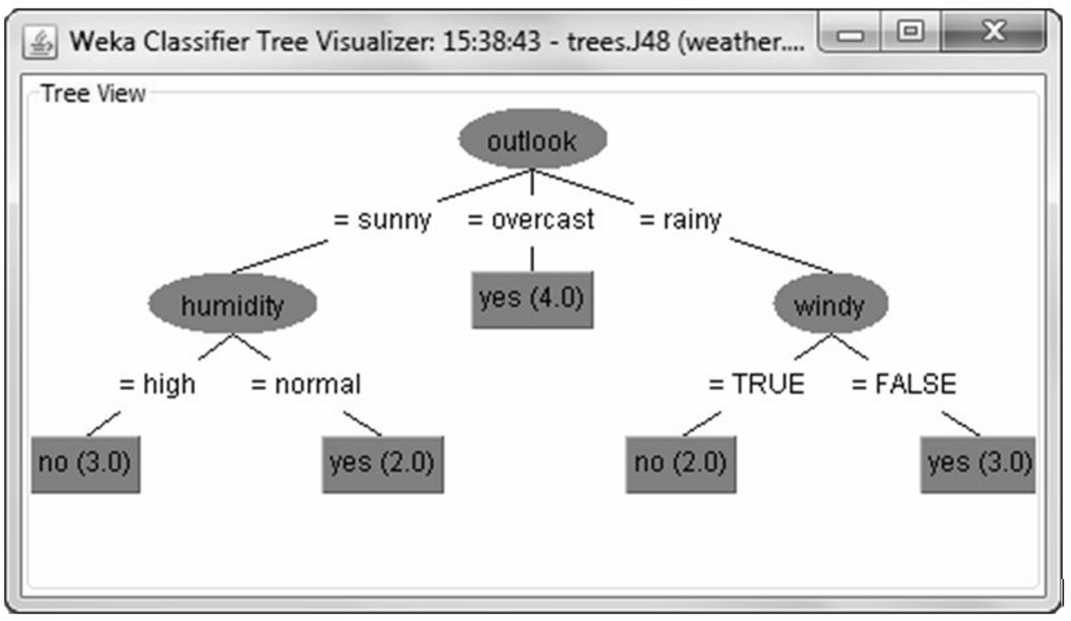 Weka Classifier Tree Visualizer: 15:38:43 - trees.J48 (weather....
Tree View
outlook
= sunny = overcast = rainy
humidity yes (4.0) windy
= high = normal = TRUE = FALSE
no (3.0) yes (2.0) no (2.0) yes (3.0)